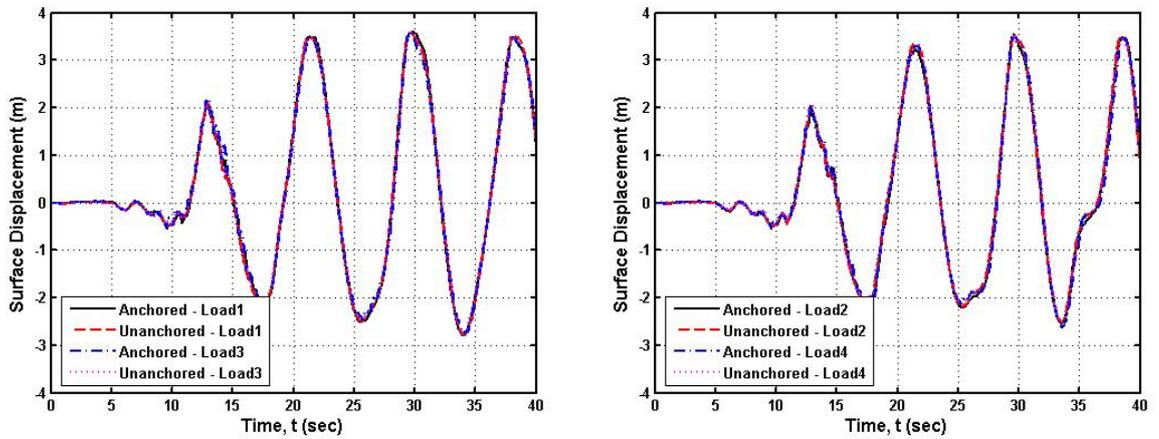 4
3
2
1
0
-1
-2
-3
-4
Surface Displacement (m)
Anchored - Load1
Unanchored - Load1
Anchored - Load3
Unanchored - Load3
0 5 10 15 20 25 30 35 40
Time, t (sec)
4
3
2
1
0
-1
-2
-3
-4
Surface Displacement (m)
Anchored - Load2
Unanchored - Load2
Anchored - Load4
Unanchored - Load4
0 5 10 15 20 25 30 35 40
Time, t (sec)